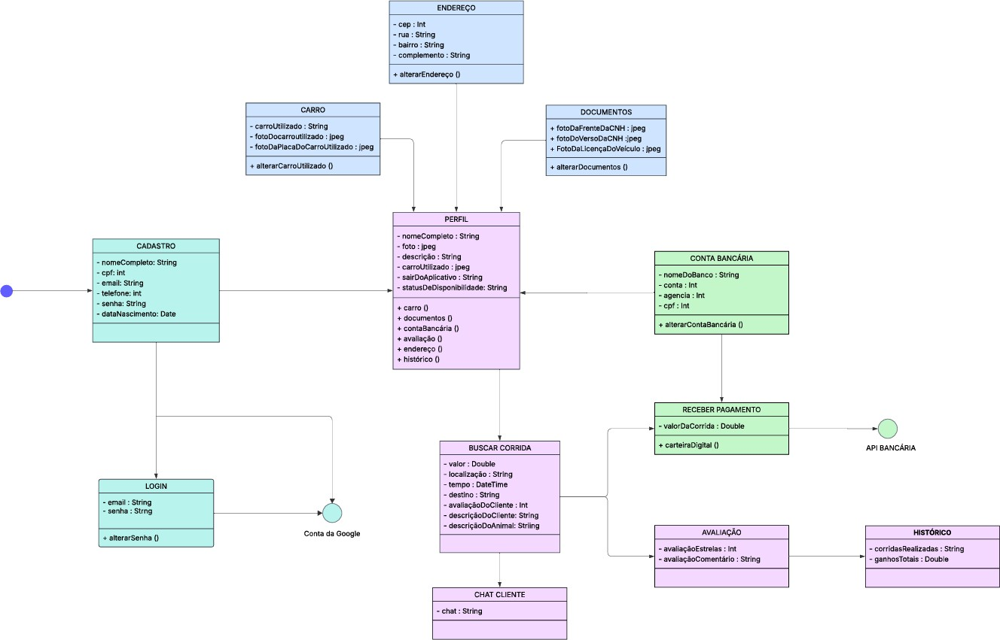 ENDEREÇO
- cep : Int
- rua : String
- bairro : String
- complemento : String
+ alterarEndereço ()
CARRO
- carroUtilizado : String
- fotoDocarroutilizado : jpeg
- fotoDaPlacaDoCarroUtilizado : jpeg
+ alterarCarroUtilizado ()
DOCUMENTOS
+ fotoDaFrenteDaCNH : jpeg
+ fotoDoVersoDaCNH :jpeg
+ FotoDaLicençaDoVeículo : jpeg
+ alterarDocumentos ()
PERFIL
- nomeCompleto : String
- foto : jpeg
- descrição : String
- carroUtilizado : jpeg
- sairDoAplicativo : String
- statusDeDisponibilidade: String
+ carro ()
+ documentos ()
+ contaBancária ()
+ avaliação ()
+ endereço ()
+ histórico ()
CADASTRO
- nomeCompleto: String
- cpf: int
- email: String
- telefone: int
- senha: String
- dataNascimento: Date
CONTA BANCÁRIA
- nomeDoBanco : String
- conta : Int
- agencia : Int
- cpf : Int
+ alterarContaBancária ()
RECEBER PAGAMENTO
- valorDaCorrida : Double
+ carteiraDigital ()
API BANCÁRIA
BUSCAR CORRIDA
- valor : Double
- localização : String
- tempo : DateTime
- destino : String
- avaliaçãoDoCliente : Int
- descriçãoDoCliente: String
- descriçãoDoAnimal: Striing
LOGIN
- email : String
- senha : Strng
+ alterarSenha ()
Conta da Google
AVALIAÇÃO
- avaliaçãoEstrelas : Int
- avaliaçãoComentário : String
HISTÓRICO
- corridasRealizadas : String
- ganhosTotais : Double
CHAT CLIENTE
- chat : String